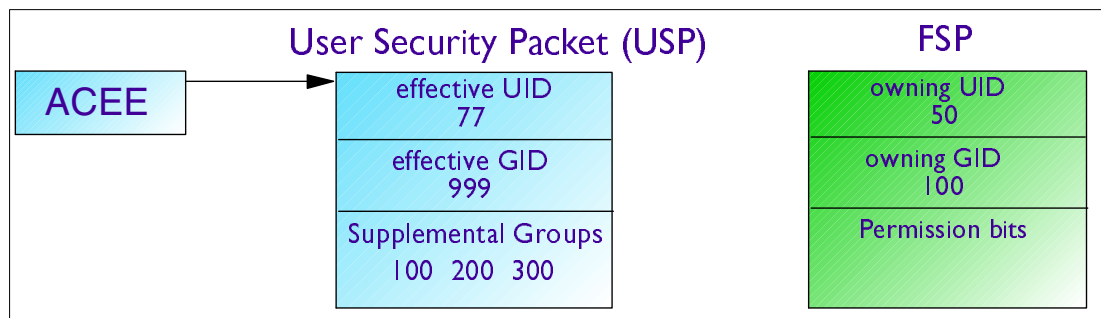 User Security Packet (USP)
FSP
ACEE
effective UID
77
effective GID
999
Supplemental Groups
100 200 300
owning UID
50
owning GID
100
Permission bits